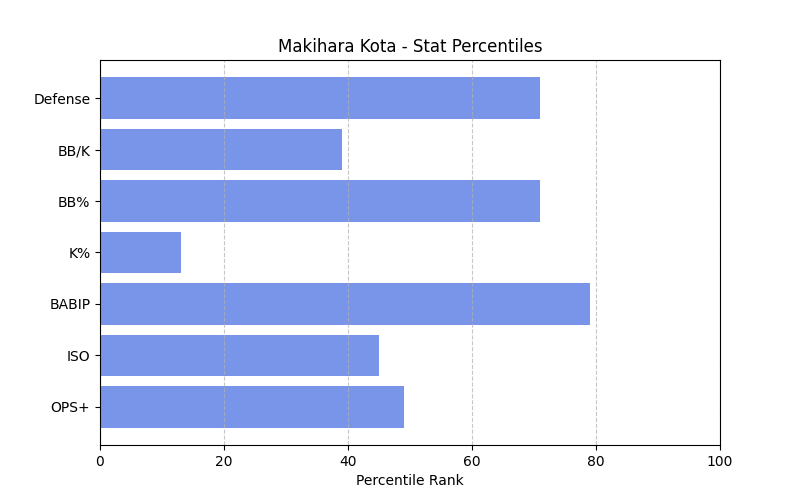 Makihara Kota - Stat Percentiles
Defense
BB/K
BB%
K%
BABIP
ISO
OPS+
0 20 40 60 80 100
Percentile Rank